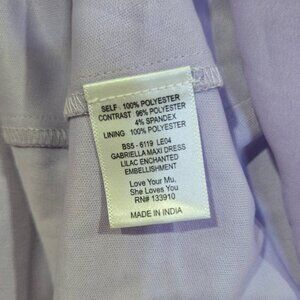 SELF : 100% POLYESTER
CONTRAST : 96% POLYESTER
4% SPANDEX
LINING : 100% POLYESTER
BS5 - 6119 LE04
GABRIELLA MAXI DRESS
LILAC ENCHANTED
EMBELLISHMENT
Love Your Mu.
She Loves You
RN# 133910
MADE IN INDIA